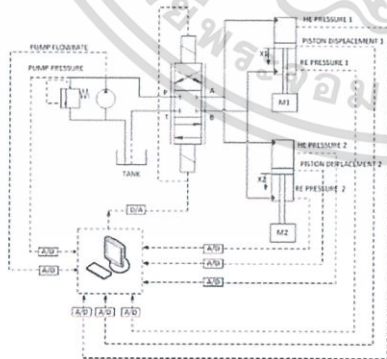 HE PRESSURE 1
PISTON DISPLACEMENT 1
RE PRESSURE 1
PUMP FLOWRATE
PUMP PRESSURE
X1
P
A
T
B
M1
HE PRESSURE 2
PISTON DISPLACEMENT 2
X2
RE PRESSURE 2
TANK
D/A
M2
A/D
A/D
A/D
A/D
A/D
A/D
A/D
A/D